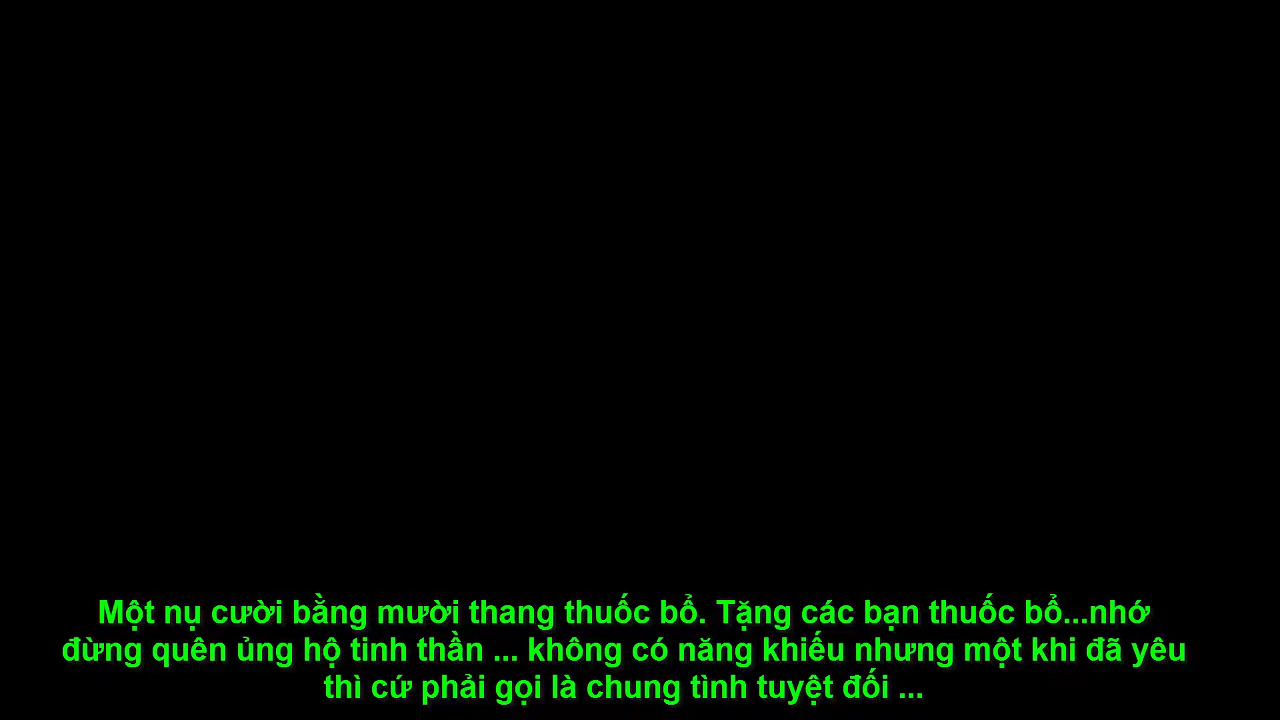 Một nụ cười bằng mười thang thuốc bổ. Tặng các bạn thuốc bổ...nhớ
đừng quên ủng hộ tinh thần ... không có năng khiếu nhưng một khi đã yêu
thì cứ phải gọi là chung tình tuyệt đối ...